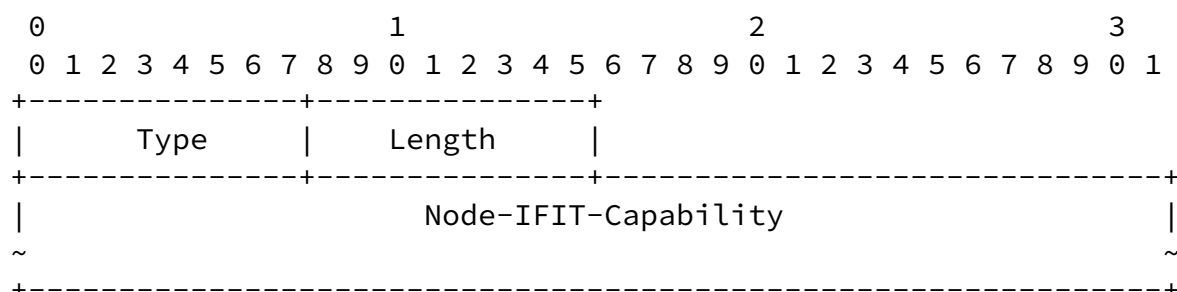 0                   1                   2                   3
 0 1 2 3 4 5 6 7 8 9 0 1 2 3 4 5 6 7 8 9 0 1 2 3 4 5 6 7 8 9 0 1
+---------------+---------------+
|      Type     |    Length     |
+---------------+---------------+-------------------------------+
|                      Node-IFIT-Capability                     |
~                                                               ~
+---------------------------------------------------------------+